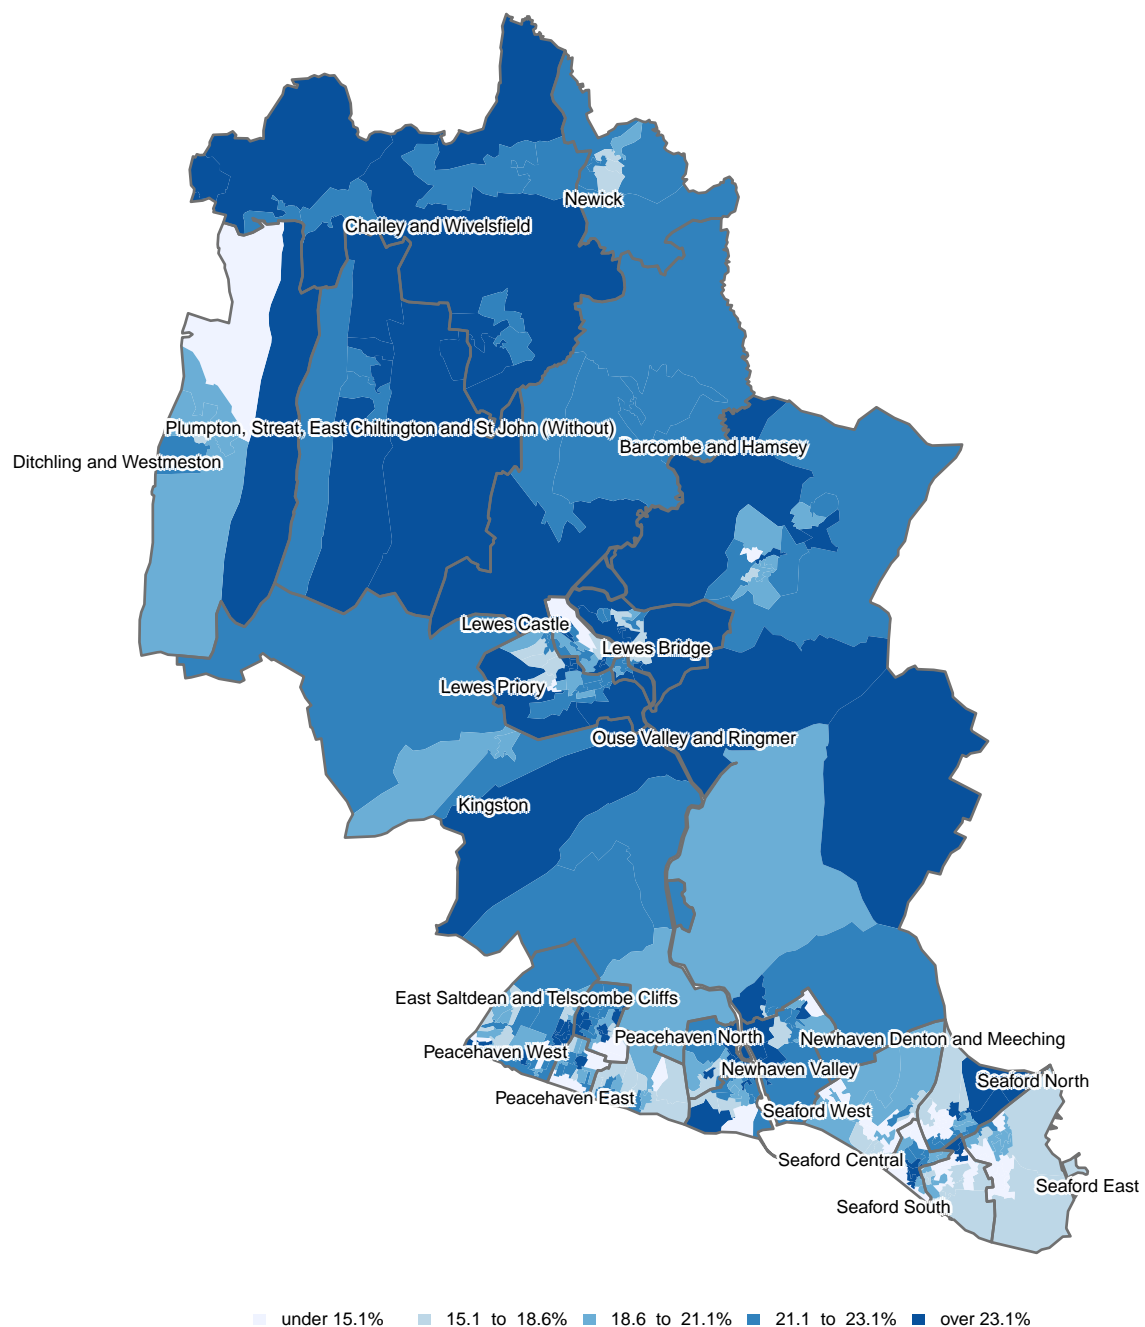 Newick
Chailey and Wivelsfield
Plumpton, Streat, East Chiltington and St John (Without)
Barcombe and Hamsey
Ditchling and Westmeston
Lewes Castle
Lewes Bridge
Lewes Priory
Ouse Valley and Ringmer
Kingston
East Saltdean and Telscombe Cliffs
Peacehaven North
Newhaven Denton and Meeching
Peacehaven West
Newhaven Valley
Seaford North
Peacehaven East
Seaford West
Seaford Central
Seaford East
Seaford South
under 15.1% 15.1 to 18.6% 18.6 to 21.1% 21.1 to 23.1% over 23.1%